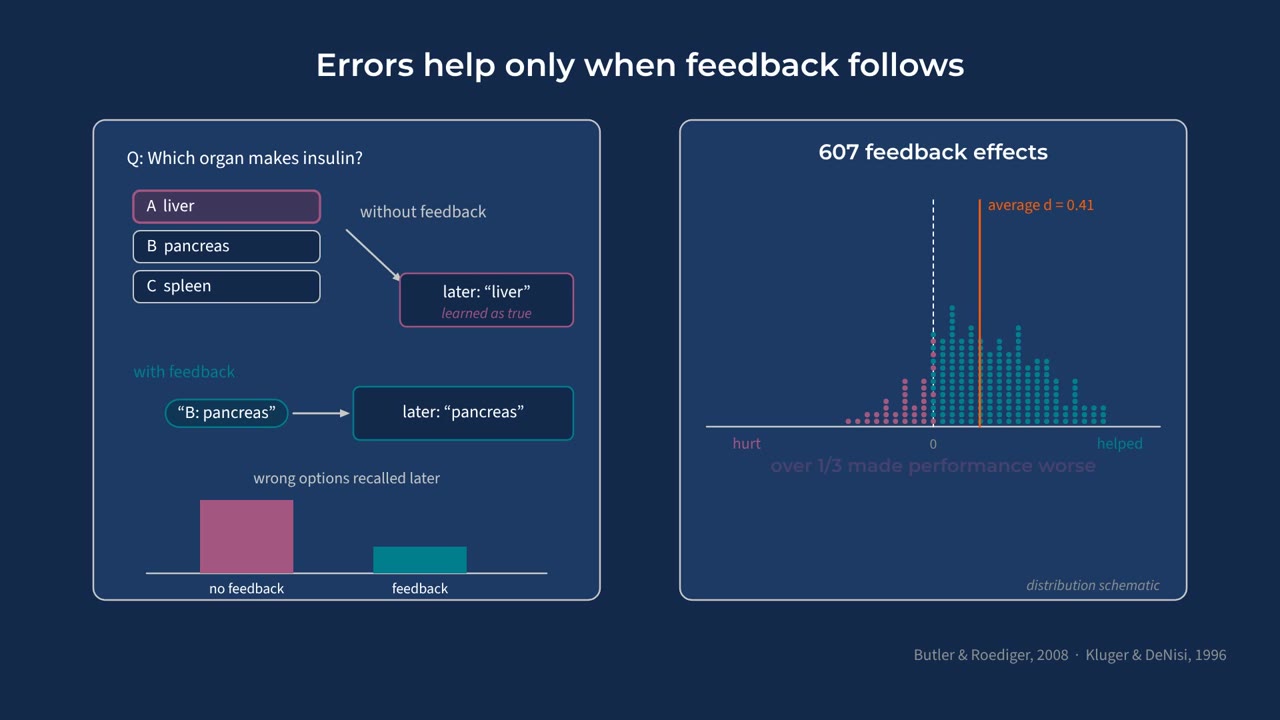 Errors help only when feedback follows
Q: Which organ makes insulin?
A liver
B pancreas
C spleen
without feedback
later: “liver”
learned as true
with feedback
“B: pancreas”
later: “pancreas”
wrong options recalled later
no feedback
feedback
607 feedback effects
average d = 0.41
hurt
0
helped
over 1/3 made performance worse
distribution schematic
Butler & Roediger, 2008 · Kluger & DeNisi, 1996